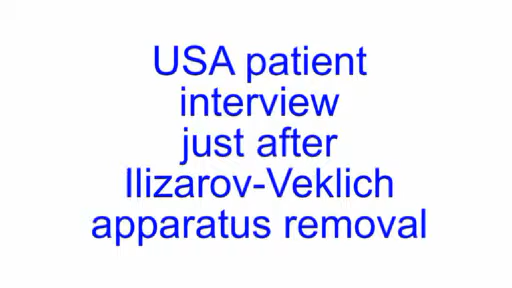 USA patient
interview
just after
Ilizarov-Veklich
apparatus removal